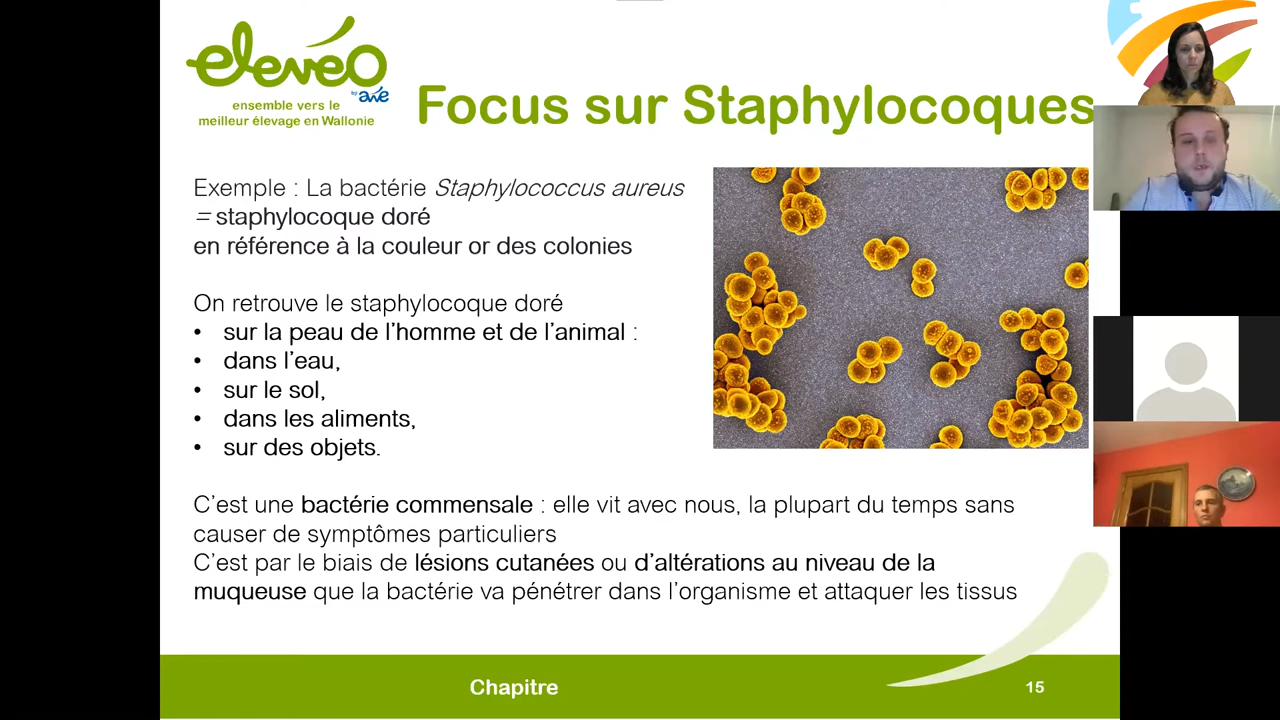 elevéo
by awe
ensemble vers le
meilleur élevage en Wallonie
Focus sur Staphylocoques
Exemple : La bactérie Staphylococcus aureus
= staphylocoque doré
en référence à la couleur or des colonies
On retrouve le staphylocoque doré
• sur la peau de l’homme et de l’animal :
• dans l’eau,
• sur le sol,
• dans les aliments,
• sur des objets.
C’est une bactérie commensale : elle vit avec nous, la plupart du temps sans
causer de symptômes particuliers
C’est par le biais de lésions cutanées ou d’altérations au niveau de la
muqueuse que la bactérie va pénétrer dans l’organisme et attaquer les tissus
Chapitre
15